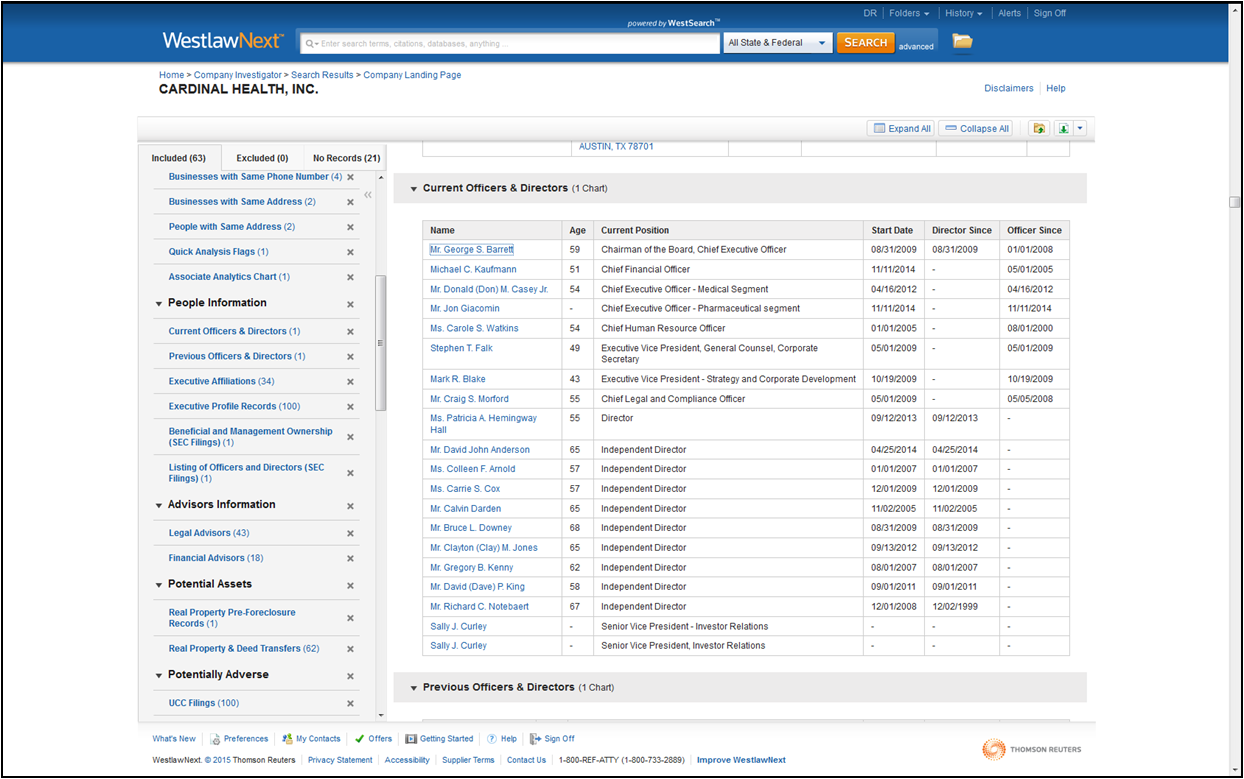 DR Folders History Alerts Sign Off
powered by WestSearch™
WestlawNext™ Enter search terms, citations, databases, anything ... All State & Federal SEARCH advanced
Home > Company Investigator > Search Results > Company Landing Page
CARDINAL HEALTH, INC.
Disclaimers Help
Expand All Collapse All
Included (63) Excluded (0) No Records (21)
Businesses with Same Phone Number (4)
Businesses with Same Address (2)
People with Same Address (2)
Quick Analysis Flags (1)
Associate Analytics Chart (1)
People Information
Current Officers & Directors (1)
Previous Officers & Directors (1)
Executive Affiliations (34)
Executive Profile Records (100)
Beneficial and Management Ownership
(SEC Filings) (1)
Listing of Officers and Directors (SEC
Filings) (1)
Advisors Information
Legal Advisors (43)
Financial Advisors (18)
Potential Assets
Real Property Pre-Foreclosure
Records (1)
Real Property & Deed Transfers (62)
Potentially Adverse
UCC Filings (100)
AUSTIN, TX 78701
Current Officers & Directors (1 Chart)
Name Age Current Position Start Date Director Since Officer Since
Mr. George S. Barrett 59 Chairman of the Board, Chief Executive Officer 08/31/2009 08/31/2009 01/01/2008
Michael C. Kaufmann 51 Chief Financial Officer 11/11/2014 - 05/01/2005
Mr. Donald (Don) M. Casey Jr. 54 Chief Executive Officer - Medical Segment 04/16/2012 - 04/16/2012
Mr. Jon Giacomin - Chief Executive Officer - Pharmaceutical segment 11/11/2014 - 11/11/2014
Ms. Carole S. Watkins 54 Chief Human Resource Officer 01/01/2005 - 08/01/2000
Stephen T. Falk 49 Executive Vice President, General Counsel, Corporate 05/01/2009 - 05/01/2009
Secretary
Mark R. Blake 43 Executive Vice President - Strategy and Corporate Development 10/19/2009 - 10/19/2009
Mr. Craig S. Morford 55 Chief Legal and Compliance Officer 05/01/2009 - 05/05/2008
Ms. Patricia A. Hemingway 55 Director 09/12/2013 09/12/2013 -
Hall
Mr. David John Anderson 65 Independent Director 04/25/2014 04/25/2014 -
Ms. Colleen F. Arnold 57 Independent Director 01/01/2007 01/01/2007 -
Ms. Carrie S. Cox 57 Independent Director 12/01/2009 12/01/2009 -
Mr. Calvin Darden 65 Independent Director 11/02/2005 11/02/2005 -
Mr. Bruce L. Downey 68 Independent Director 08/31/2009 08/31/2009 -
Mr. Clayton (Clay) M. Jones 65 Independent Director 09/13/2012 09/13/2012 -
Mr. Gregory B. Kenny 62 Independent Director 08/01/2007 08/01/2007 -
Mr. David (Dave) P. King 58 Independent Director 09/01/2011 09/01/2011 -
Mr. Richard C. Notebaert 67 Independent Director 12/01/2008 12/02/1999 -
Sally J. Curley - Senior Vice President - Investor Relations - - -
Sally J. Curley - Senior Vice President, Investor Relations - - -
Previous Officers & Directors (1 Chart)
What's New Preferences My Contacts Offers Getting Started Help Sign Off
WestlawNext. © 2015 Thomson Reuters Privacy Statement Accessibility Supplier Terms Contact Us 1-800-REF-ATTY (1-800-733-2889) Improve WestlawNext
THOMSON REUTERS